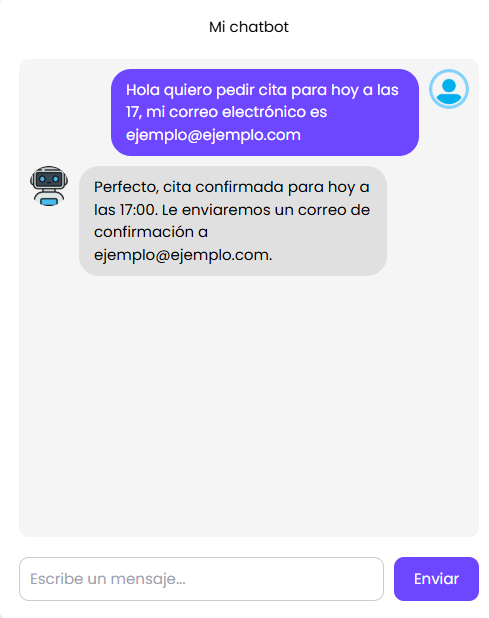 Mi chatbot
Hola quiero pedir cita para hoy a las
17, mi correo electrónico es
ejemplo@ejemplo.com
Perfecto, cita confirmada para hoy a
las 17:00. Le enviaremos un correo de
confirmación a
ejemplo@ejemplo.com.
Escribe un mensaje...
Enviar